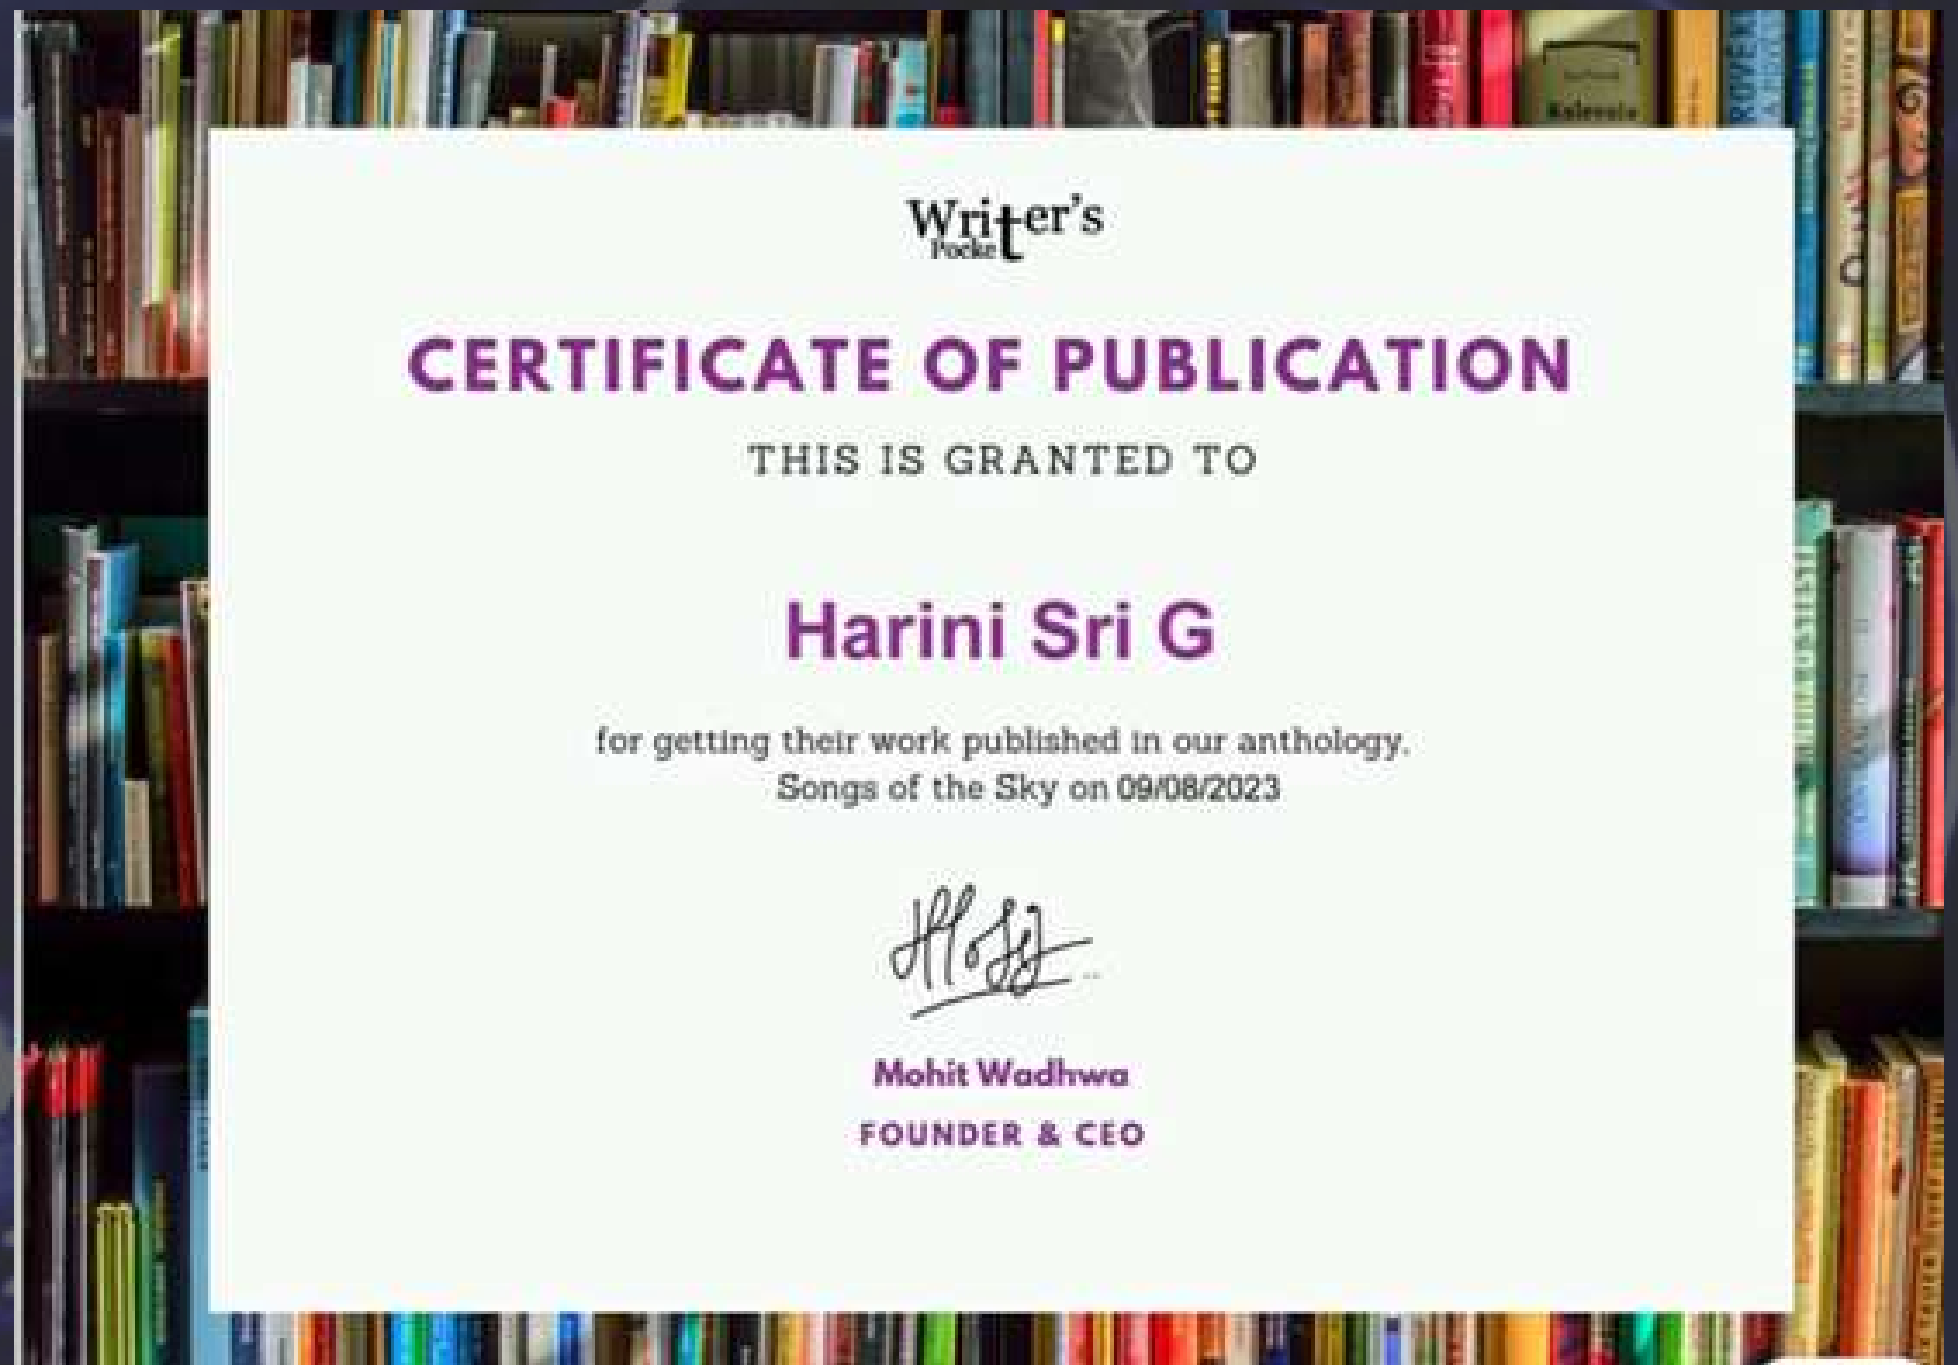 Writer's
Pocket
CERTIFICATE OF PUBLICATION
THIS IS GRANTED TO
Harini Sri G
for getting their work published in our anthology.
Songs of the Sky on 09/08/2023
Mohit Wadhwa
FOUNDER & CEO
Kalevala